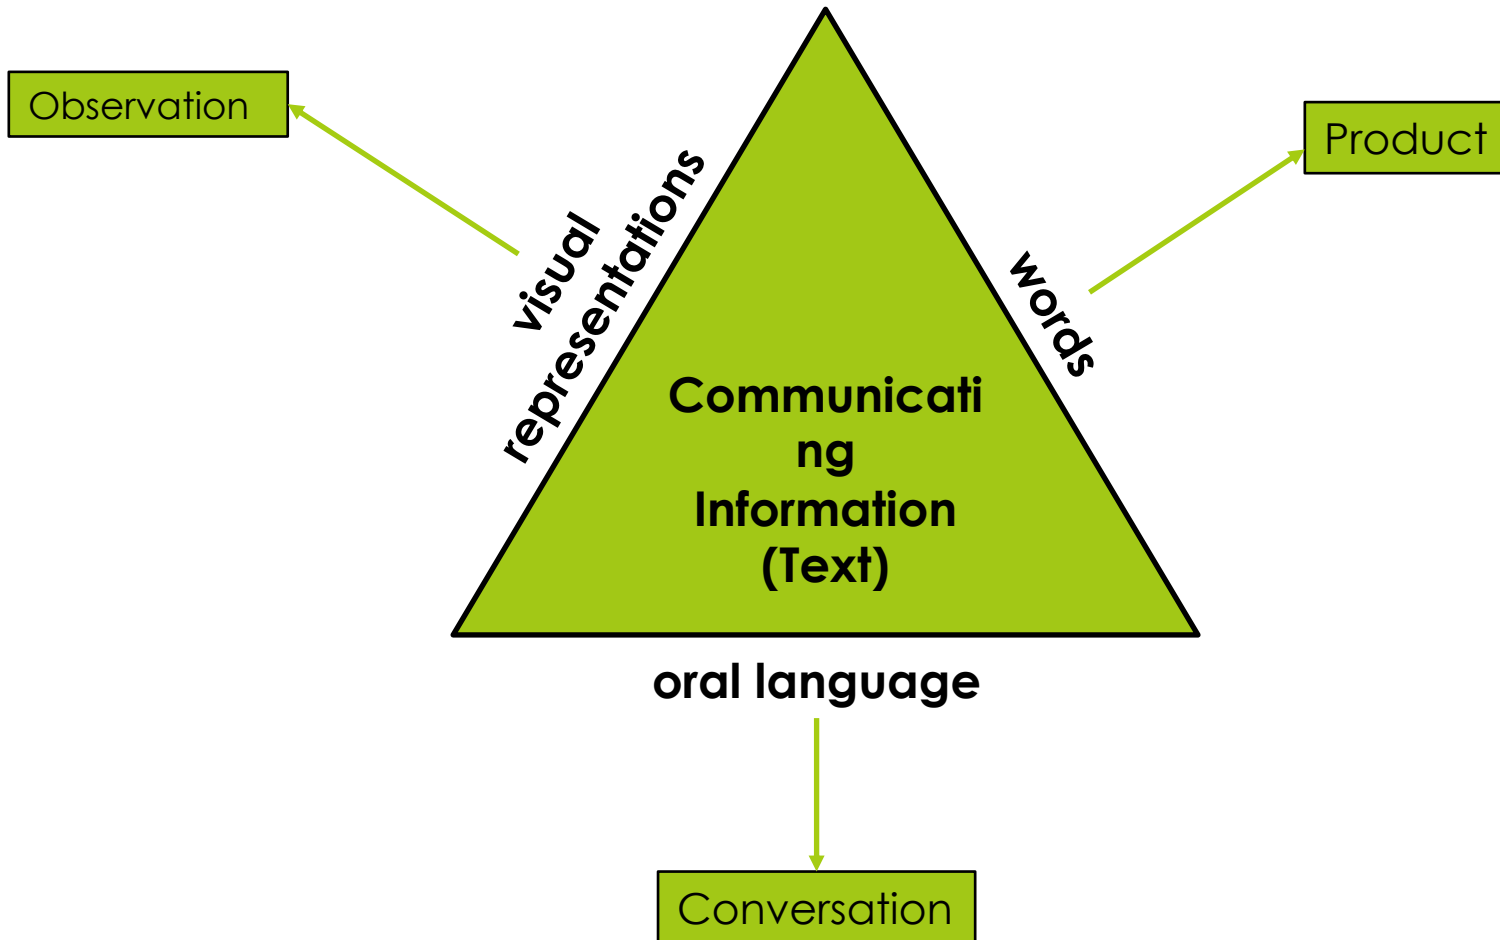 Observation
Product
visual
representations
words
Communicati
ng
Information
(Text)
oral language
Conversation